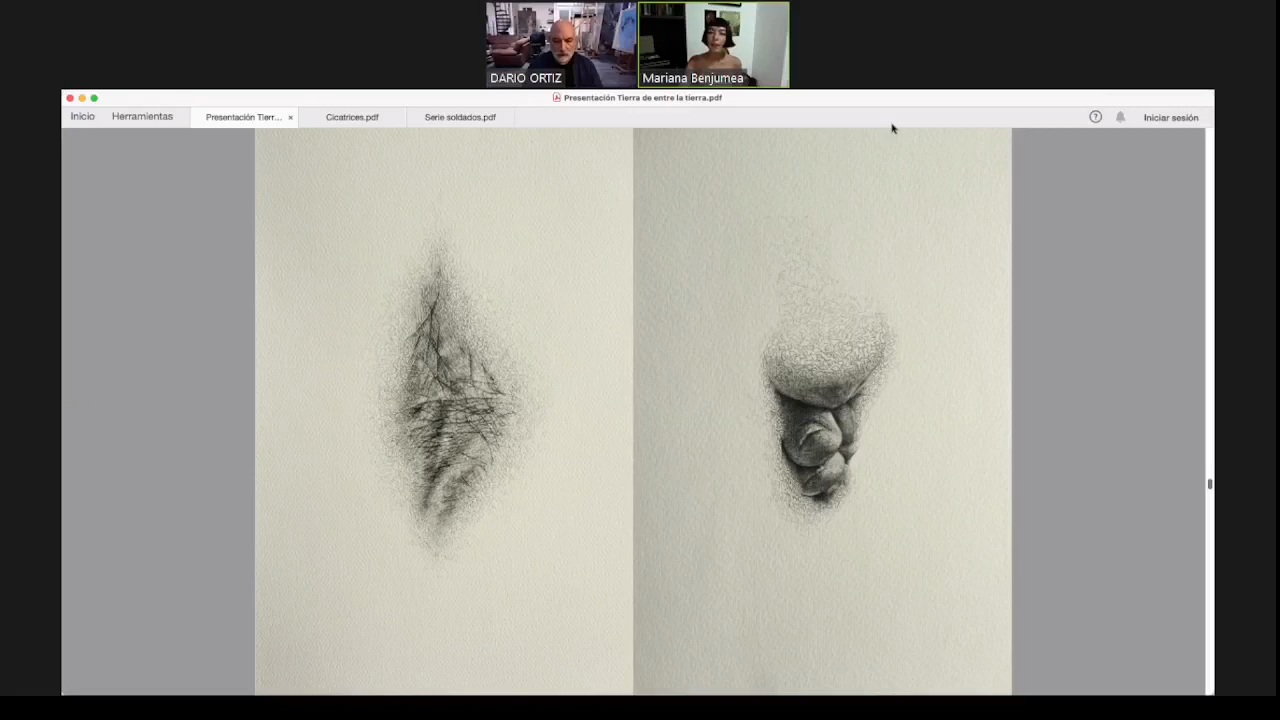 DARIO ORTIZ
Mariana Benjumea
Presentación Tierra de entre la tierra.pdf
Inicio
Herramientas
Presentación Tierr...
Cicatrices.pdf
Serie soldados.pdf
Iniciar sesión